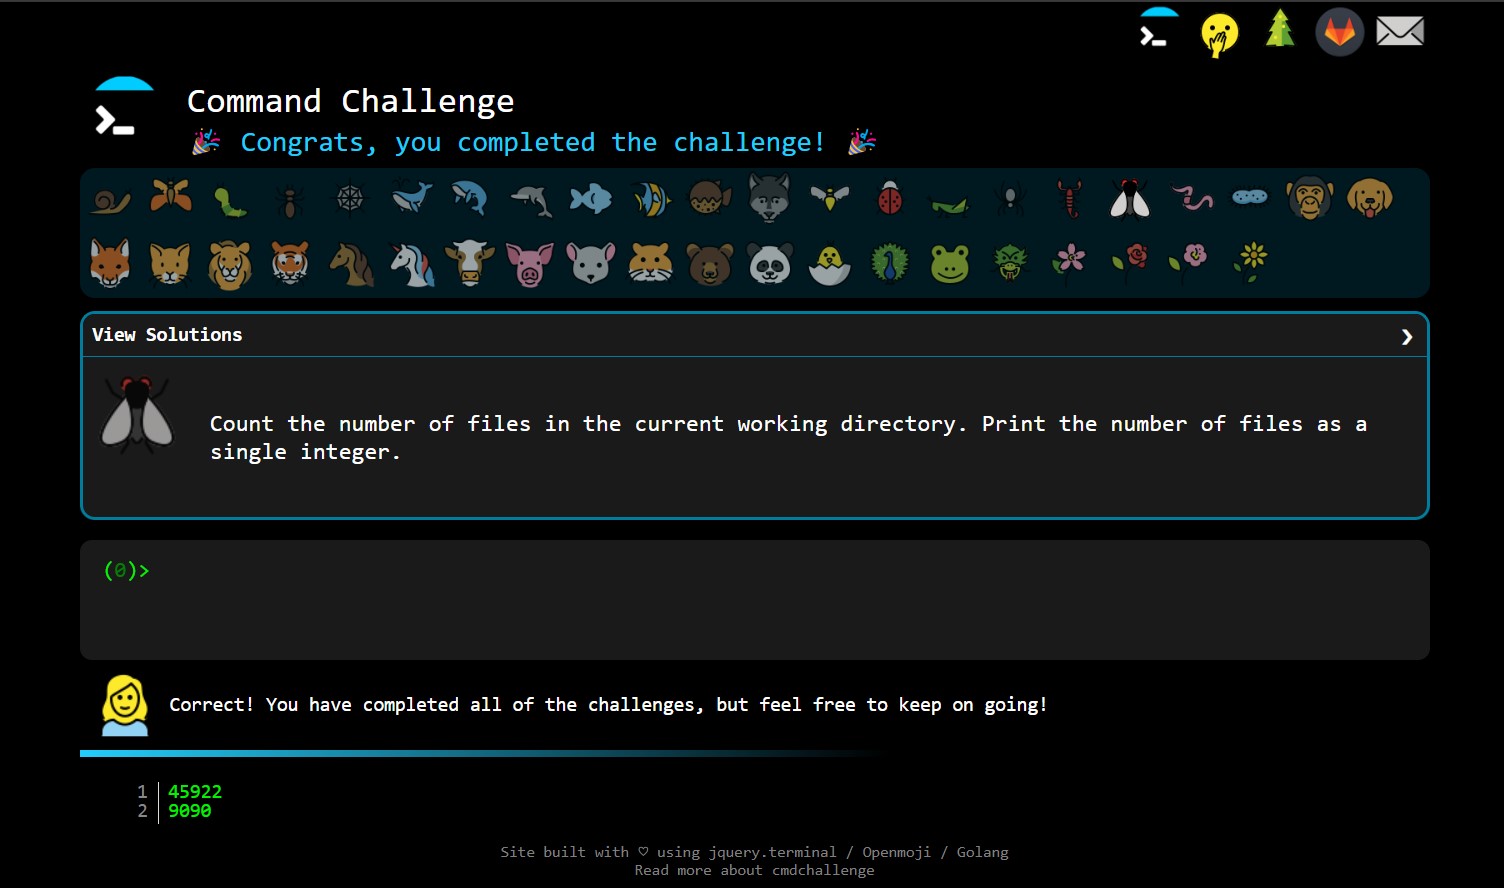 Command Challenge
🎉 Congrats, you completed the challenge! 🎉
View Solutions ❯
Count the number of files in the current working directory. Print the number of files as a
single integer.
(0)>
Correct! You have completed all of the challenges, but feel free to keep on going!
1 45922
2 9090
Site built with ♡ using jquery.terminal / Openmoji / Golang
Read more about cmdchallenge